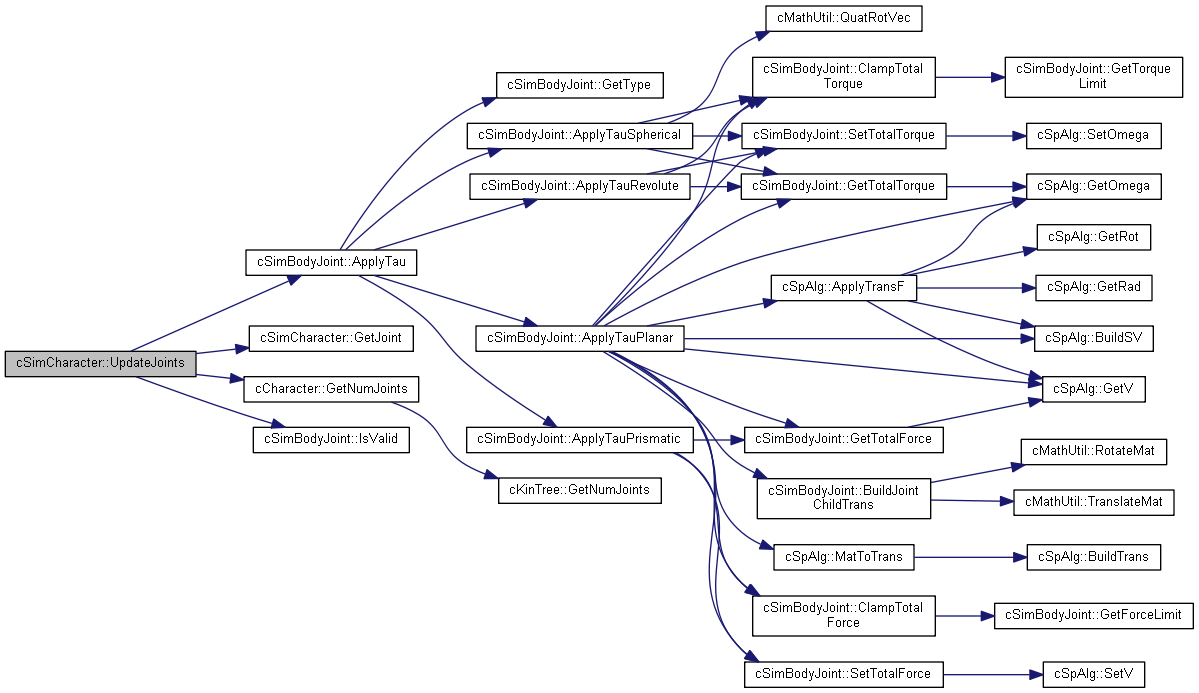 cMathUtil::QuatRotVec
cSimBodyJoint::ClampTotal
Torque
cSimBodyJoint::GetTorque
Limit
cSimBodyJoint::GetType
cSimBodyJoint::ApplyTauSpherical
cSimBodyJoint::SetTotalTorque
cSpAlg::SetOmega
cSimBodyJoint::ApplyTauRevolute
cSimBodyJoint::GetTotalTorque
cSpAlg::GetOmega
cSpAlg::GetRot
cSimBodyJoint::ApplyTau
cSpAlg::ApplyTransF
cSpAlg::GetRad
cSimCharacter::GetJoint
cSimBodyJoint::ApplyTauPlanar
cSpAlg::BuildSV
cSimCharacter::UpdateJoints
cCharacter::GetNumJoints
cSpAlg::GetV
cSimBodyJoint::IsValid
cSimBodyJoint::ApplyTauPrismatic
cSimBodyJoint::GetTotalForce
cMathUtil::RotateMat
cKinTree::GetNumJoints
cSimBodyJoint::BuildJoint
ChildTrans
cMathUtil::TranslateMat
cSpAlg::MatToTrans
cSpAlg::BuildTrans
cSimBodyJoint::ClampTotal
Force
cSimBodyJoint::GetForceLimit
cSimBodyJoint::SetTotalForce
cSpAlg::SetV